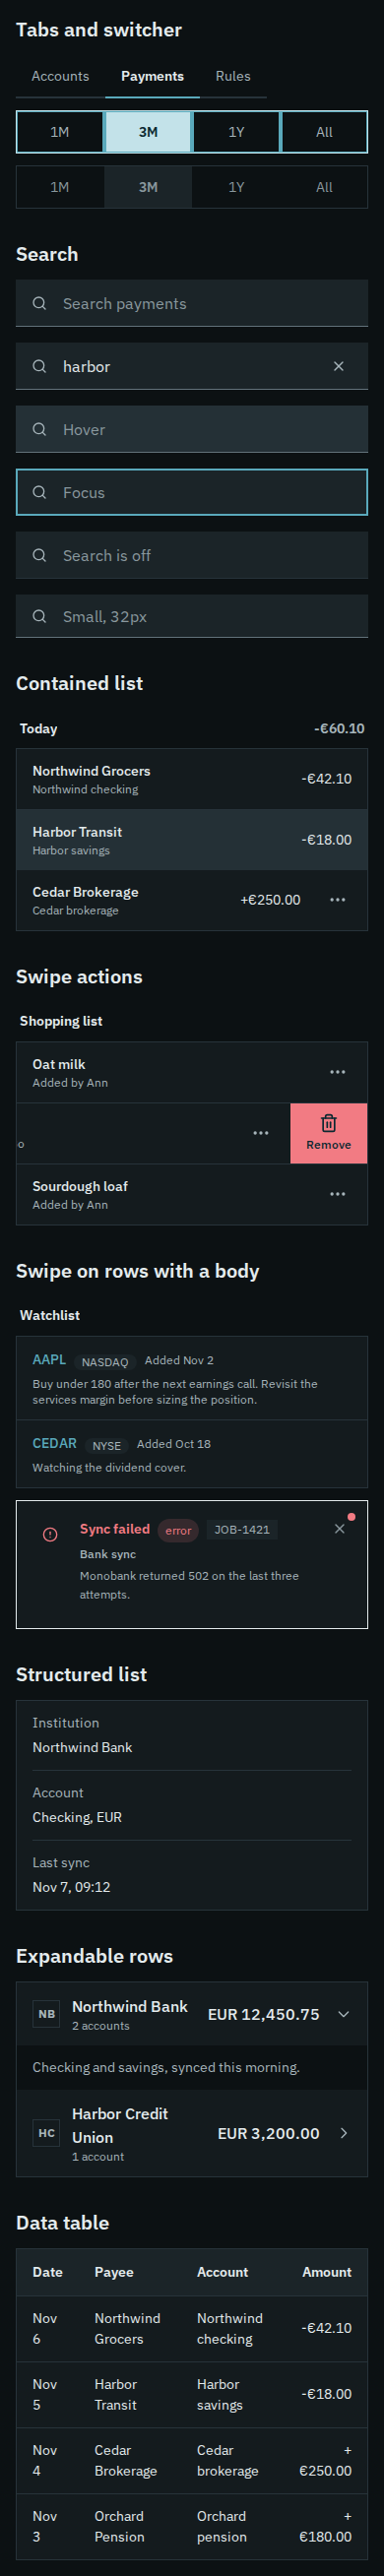 Tabs and switcher
Accounts Payments Rules
1M 3M 1Y All
1M 3M 1Y All
Search
Search payments
harbor
Hover
Focus
Search is off
Small, 32px
Contained list
Today -€60.10
Northwind Grocers
Northwind checking
-€42.10
Harbor Transit
Harbor savings
-€18.00
Cedar Brokerage
Cedar brokerage
+€250.00
Swipe actions
Shopping list
Oat milk
Added by Ann
o
Remove
Sourdough loaf
Added by Ann
Swipe on rows with a body
Watchlist
AAPL NASDAQ Added Nov 2
Buy under 180 after the next earnings call. Revisit the
services margin before sizing the position.
CEDAR NYSE Added Oct 18
Watching the dividend cover.
Sync failed error JOB-1421
Bank sync
Monobank returned 502 on the last three
attempts.
Structured list
Institution
Northwind Bank
Account
Checking, EUR
Last sync
Nov 7, 09:12
Expandable rows
NB
Northwind Bank
2 accounts
EUR 12,450.75
Checking and savings, synced this morning.
HC
Harbor Credit
Union
1 account
EUR 3,200.00
Data table
Date Payee Account Amount
Nov Northwind Northwind -€42.10
6 Grocers checking
Nov Harbor Harbor -€18.00
5 Transit savings
Nov Cedar Cedar +
4 Brokerage brokerage €250.00
Nov Orchard Orchard +
3 Pension pension €180.00